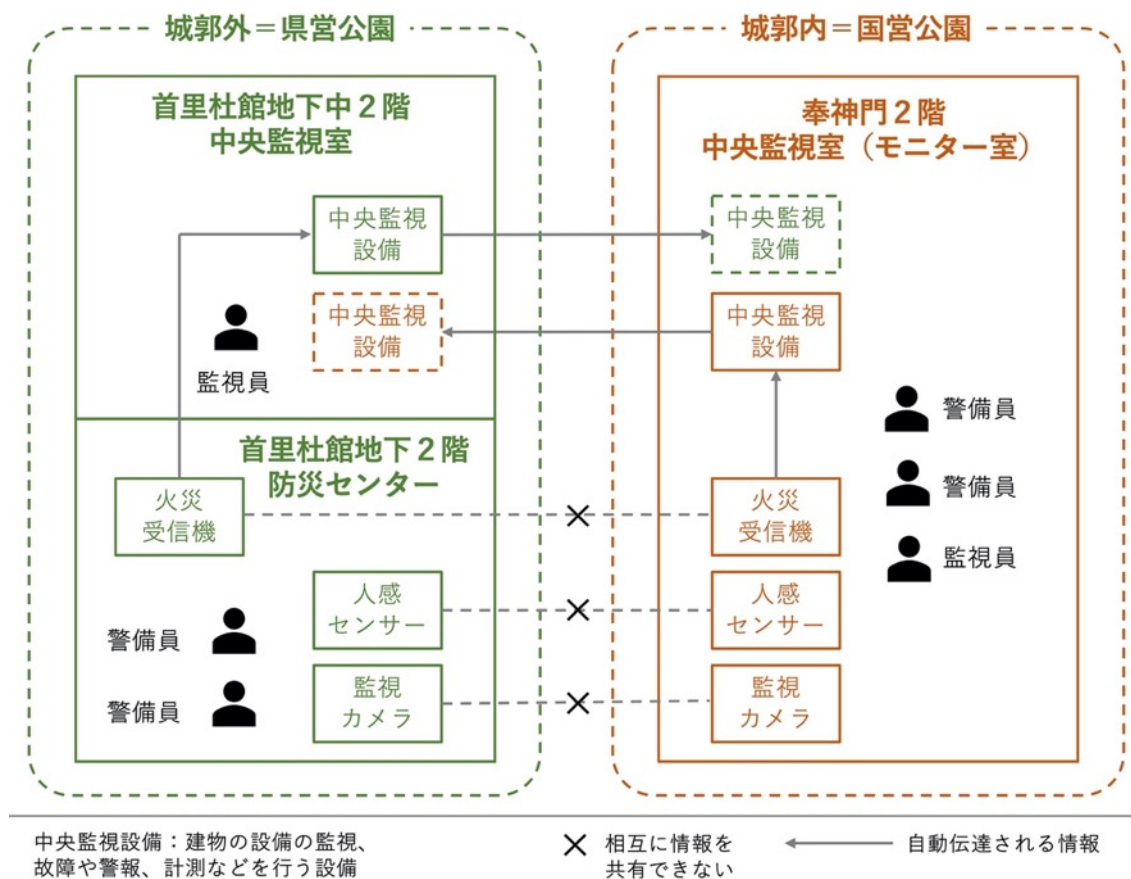 城郭外＝県営公園
首里杜館地下中２階
中央監視室
中央監視
設備
中央監視
設備
監視員
首里杜館地下２階
防災センター
火災
受信機
人感
センサー
警備員
監視
カメラ
警備員
城郭内＝国営公園
奉神門２階
中央監視室（モニター室）
中央監視
設備
中央監視
設備
警備員
警備員
火災
受信機
監視員
人感
センサー
監視
カメラ
中央監視設備：建物の設備の監視、
故障や警報、計測などを行う設備
相互に情報を
共有できない
自動伝達される情報